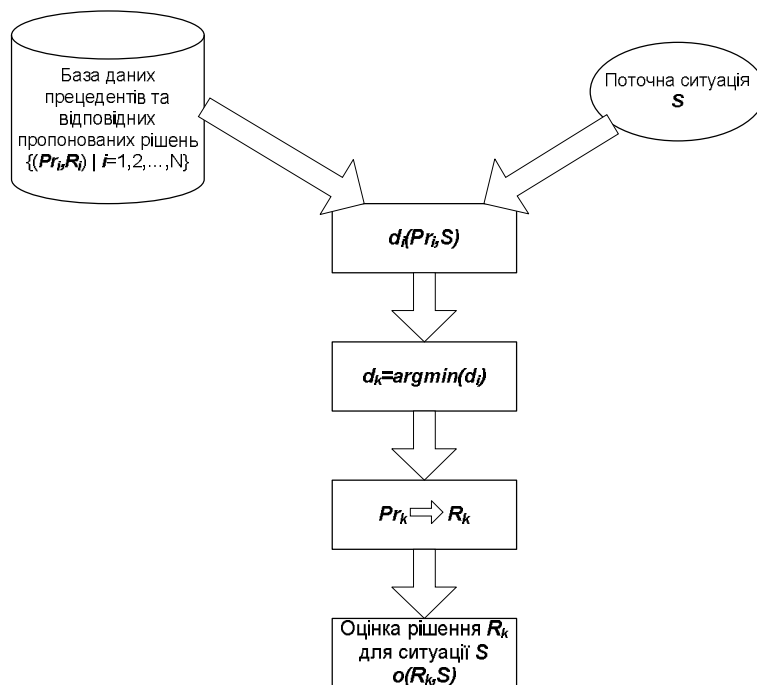 База даних
прецедентів та
відповідних
пропонованих рішень
{(Prᵢ,Rᵢ) | i=1,2,...,N}
Поточна ситуація
S
dᵢ(Prᵢ,S)
dₖ=argmin(dᵢ)
Prₖ ⇨ Rₖ
Оцінка рішення Rₖ
для ситуації S
o(Rₖ,S)